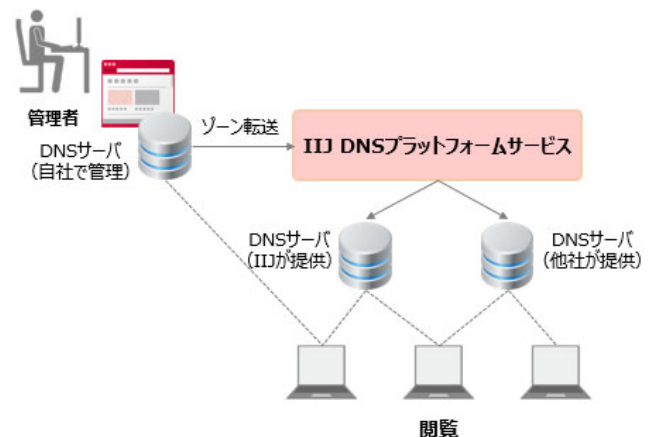 管理者
DNSサーバ
（自社で管理）
ゾーン転送
IIJ DNSプラットフォームサービス
DNSサーバ
（IIJが提供）
DNSサーバ
（他社が提供）
閲覧